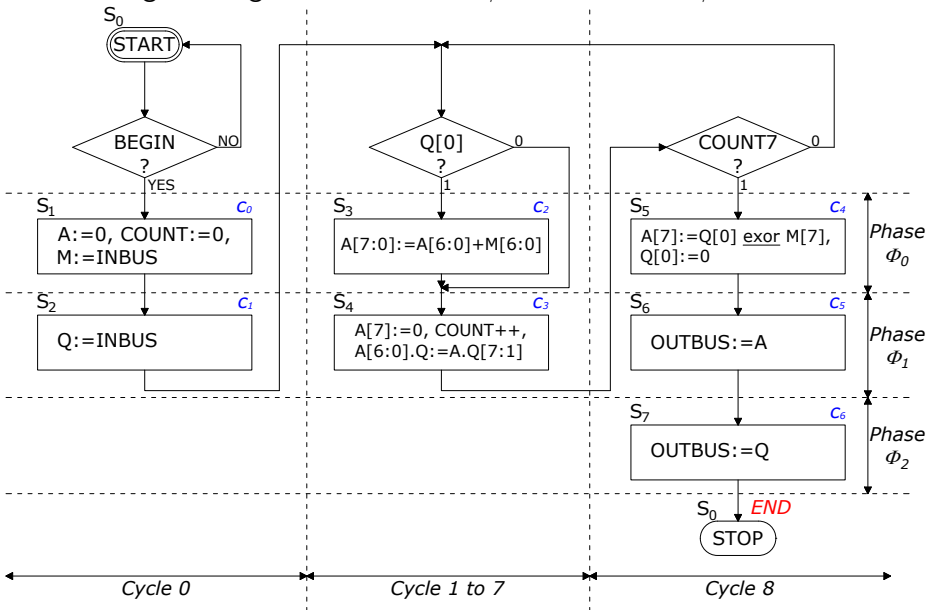 S0
START
BEGIN
?
NO
YES
S1
c0
A:=0, COUNT:=0,
M:=INBUS
S2
c1
Q:=INBUS
Q[0]
?
0
1
S3
c2
A[7:0]:=A[6:0]+M[6:0]
S4
c3
A[7]:=0, COUNT++,
A[6:0].Q:=A.Q[7:1]
COUNT7
?
0
1
S5
c4
A[7]:=Q[0] exor M[7],
Q[0]:=0
S6
c5
OUTBUS:=A
S7
c6
OUTBUS:=Q
S0
END
STOP
Phase
Φ0
Phase
Φ1
Phase
Φ2
Cycle 0
Cycle 1 to 7
Cycle 8